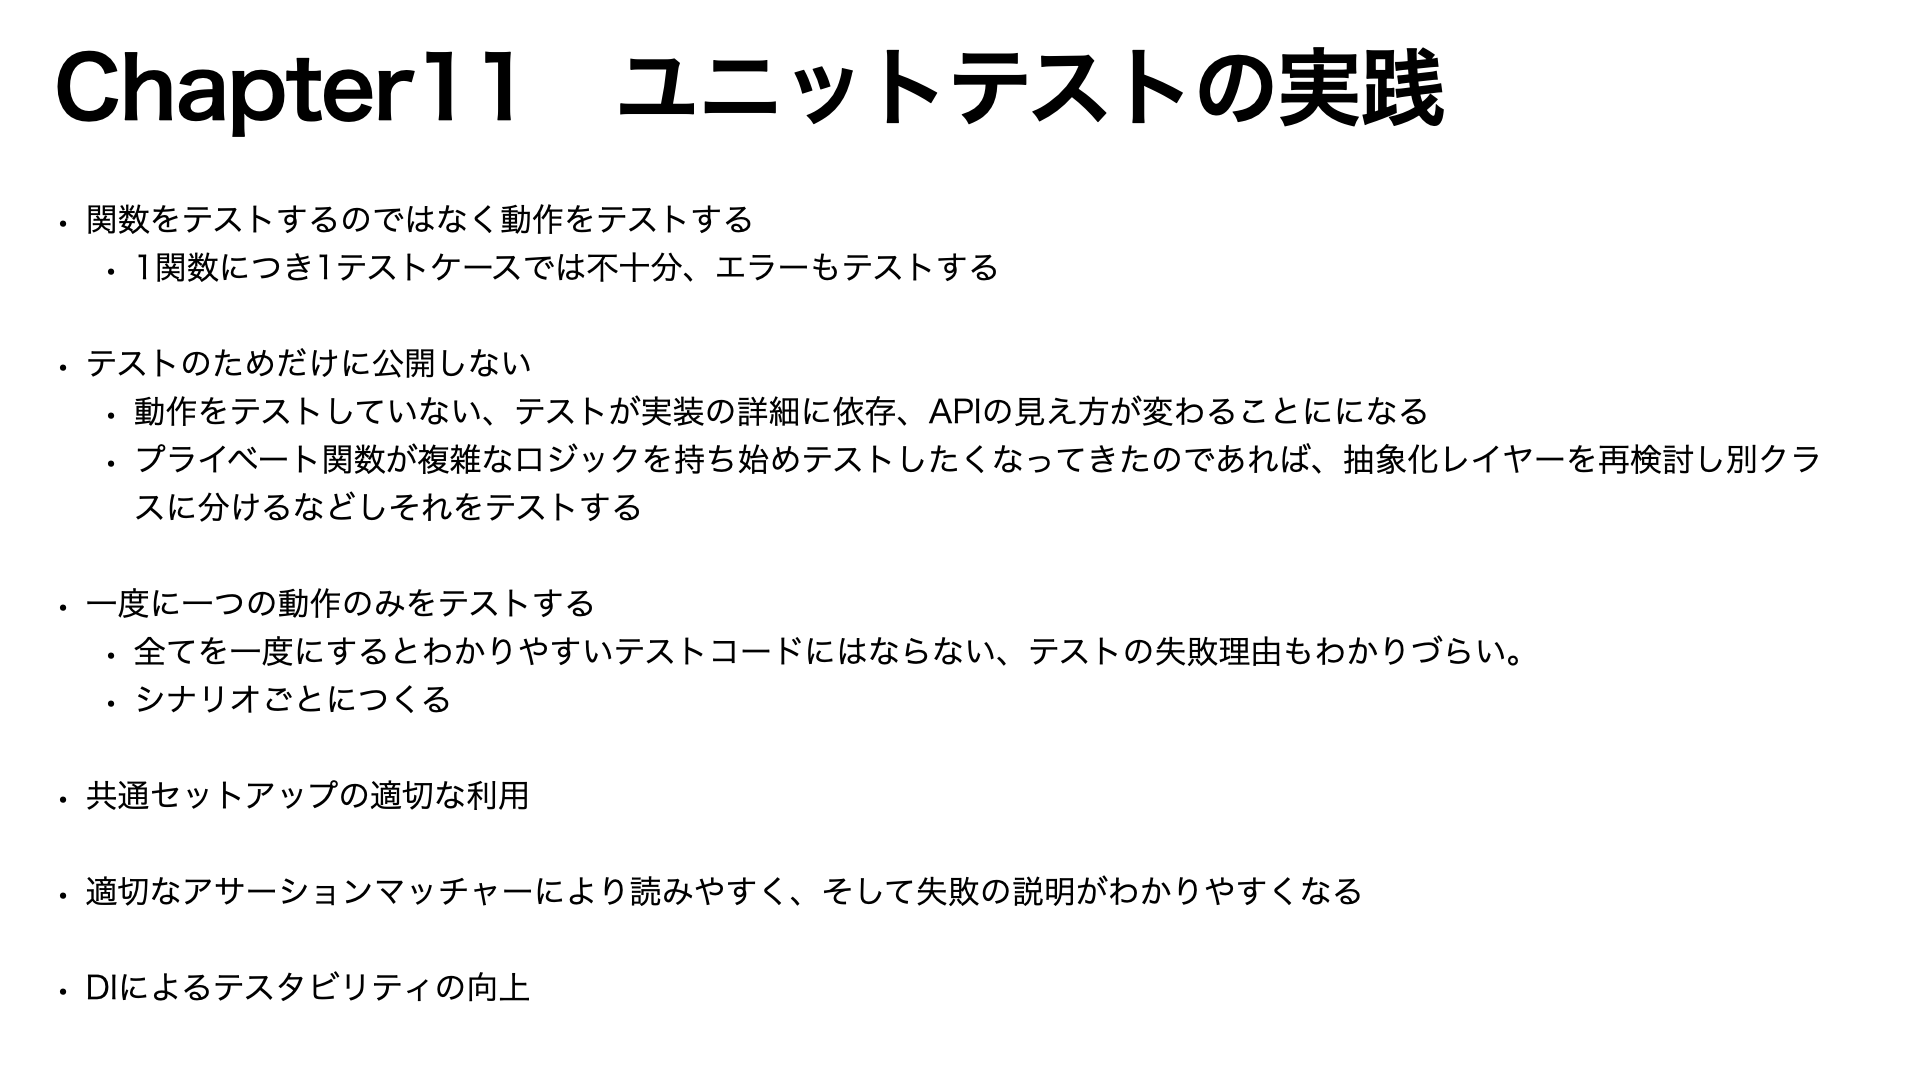 Chapter11　ユニットテストの実践
• 関数をテストするのではなく動作をテストする
• 1関数につき1テストケースでは不十分、エラーもテストする
• テストのためだけに公開しない
• 動作をテストしていない、テストが実装の詳細に依存、APIの見え方が変わることにになる
• プライベート関数が複雑なロジックを持ち始めテストしたくなってきたのであれば、抽象化レイヤーを再検討し別クラ
スに分けるなどしそれをテストする
• 一度に一つの動作のみをテストする
• 全てを一度にするとわかりやすいテストコードにはならない、テストの失敗理由もわかりづらい。
• シナリオごとにつくる
• 共通セットアップの適切な利用
• 適切なアサーションマッチャーにより読みやすく、そして失敗の説明がわかりやすくなる
• DIによるテスタビリティの向上